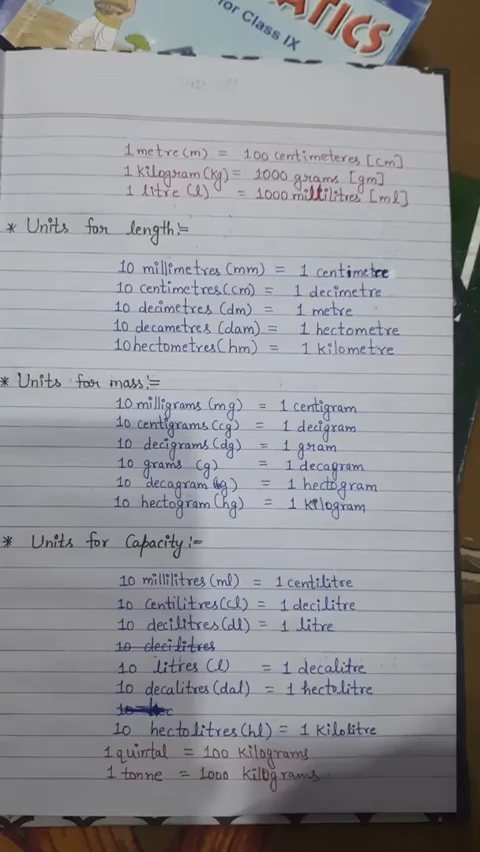 MATICS
for Class IX
1 metre (m) = 100 centimeteres [cm]
1 kilogram (kg) = 1000 grams [gm]
1 litre (l) = 1000 millilitres [ml]
* Units for length:=
10 millimetres (mm) = 1 centimetre
10 centimetres (cm) = 1 decimetre
10 decimetres (dm) = 1 metre
10 decametres (dam) = 1 hectometre
10 hectometres (hm) = 1 kilometre
* Units for mass:=
10 milligrams (mg) = 1 centigram
10 centigrams (cg) = 1 decigram
10 decigrams (dg) = 1 gram
10 grams (g) = 1 decagram
10 decagram = 1 hectogram
10 hectogram (hg) = 1 kilogram
* Units for Capacity:=
10 millilitres (ml) = 1 centilitre
10 centilitres (cl) = 1 decilitre
10 decilitres (dl) = 1 litre
10 decilitres
10 litres (l) = 1 decalitre
10 decalitres (dal) = 1 hectolitre
10 hectolitres (hl) = 1 kilolitre
1 quintal = 100 kilograms
1 tonne = 1000 kilograms